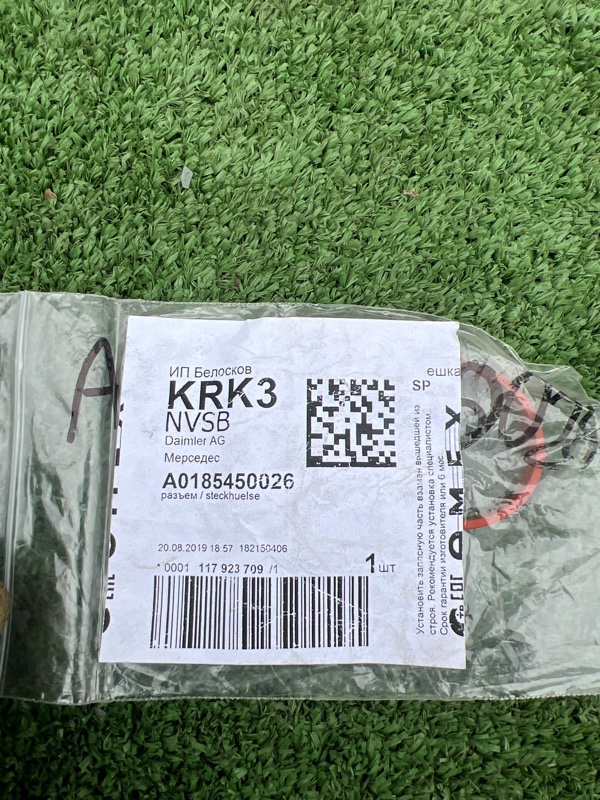 ИП Белосков
KRK3
NVSB
Daimler AG
Мерседес
A0185450026
разъем / steckhuelse
20.08.2019 18:57 182150406
* 0001 117 923 709 /1
1 шт
ешка
SP
Установить запасную часть взамен вышедшей из
строя. Рекомендуется установка специалистом.
Срок гарантии изготовителя или 6 мес